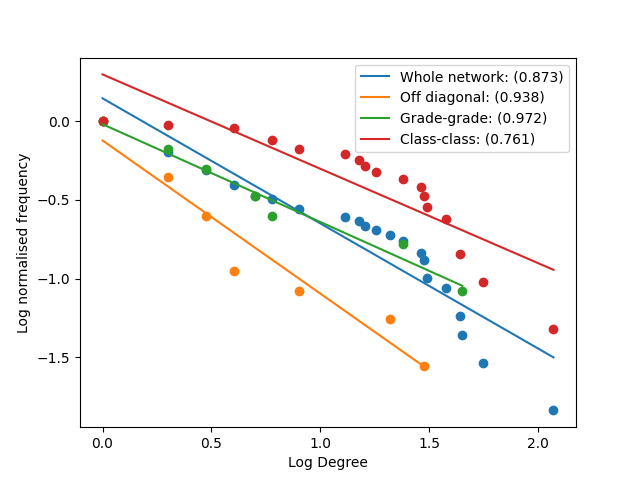 Whole network: (0.873)
Off diagonal: (0.938)
Grade-grade: (0.972)
Class-class: (0.761)
0.0
−0.5
−1.0
−1.5
Log normalised frequency
0.0 0.5 1.0 1.5 2.0
Log Degree